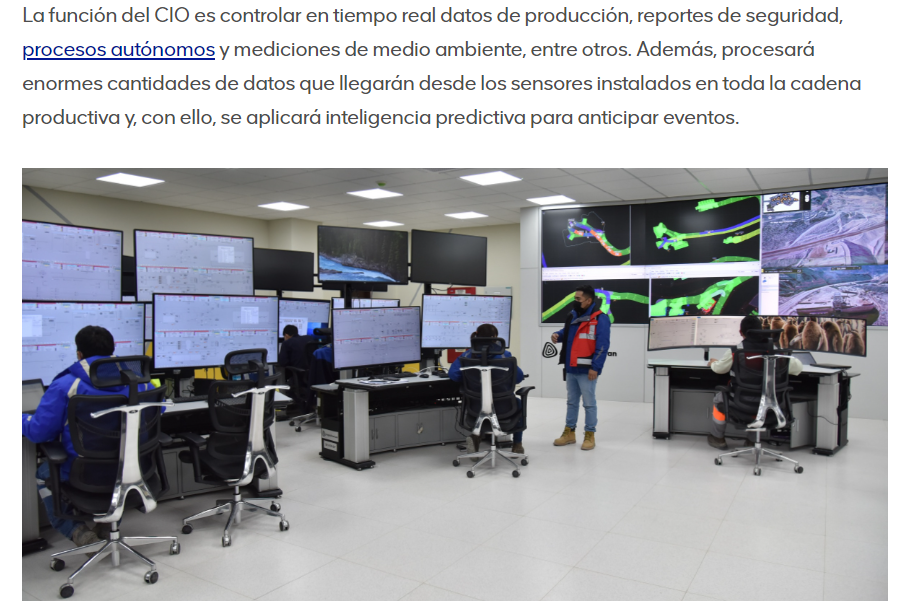 La función del CIO es controlar en tiempo real datos de producción, reportes de seguridad,
procesos autónomos y mediciones de medio ambiente, entre otros. Además, procesará
enormes cantidades de datos que llegarán desde los sensores instalados en toda la cadena
productiva y, con ello, se aplicará inteligencia predictiva para anticipar eventos.